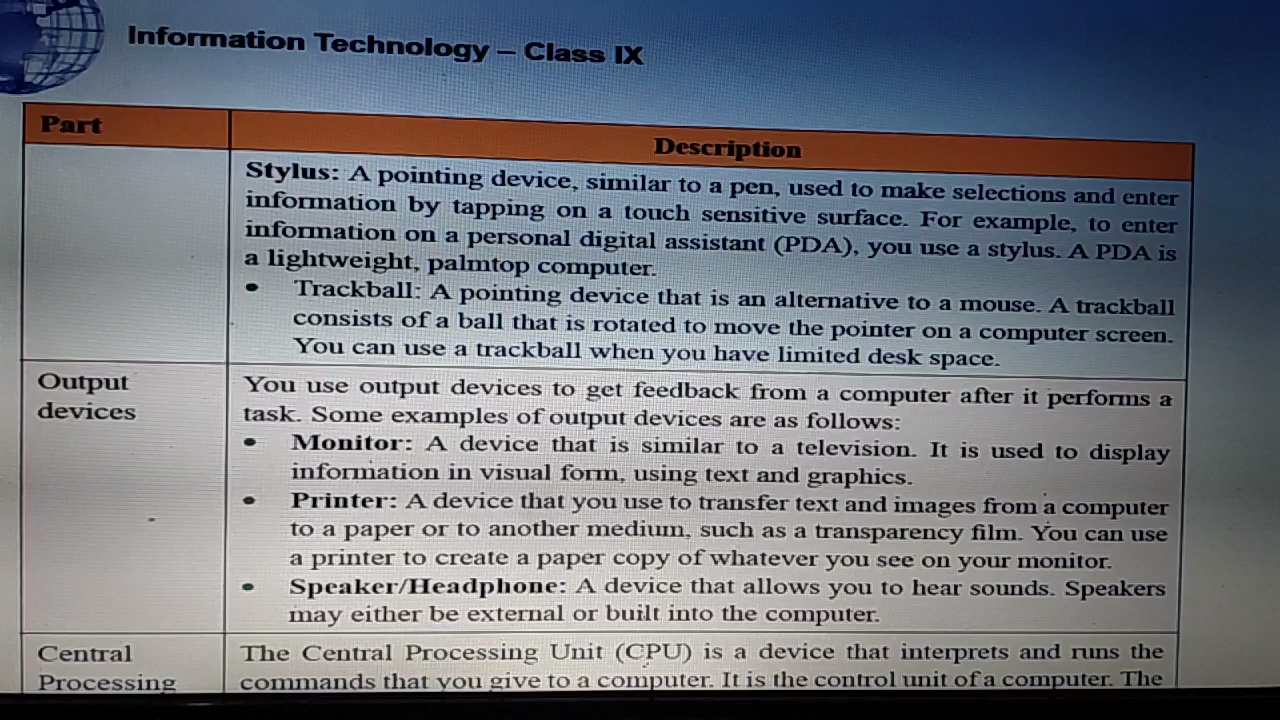 Information Technology – Class IX
Part
Description
Stylus: A pointing device, similar to a pen, used to make selections and enter
information by tapping on a touch sensitive surface. For example, to enter
information on a personal digital assistant (PDA), you use a stylus. A PDA is
a lightweight, palmtop computer.
• Trackball: A pointing device that is an alternative to a mouse. A trackball
consists of a ball that is rotated to move the pointer on a computer screen.
You can use a trackball when you have limited desk space.
Output
devices
You use output devices to get feedback from a computer after it performs a
task. Some examples of output devices are as follows:
• Monitor: A device that is similar to a television. It is used to display
information in visual form, using text and graphics.
• Printer: A device that you use to transfer text and images from a computer
to a paper or to another medium, such as a transparency film. You can use
a printer to create a paper copy of whatever you see on your monitor.
• Speaker/Headphone: A device that allows you to hear sounds. Speakers
may either be external or built into the computer.
Central
Processing
The Central Processing Unit (CPU) is a device that interprets and runs the
commands that you give to a computer. It is the control unit of a computer. The